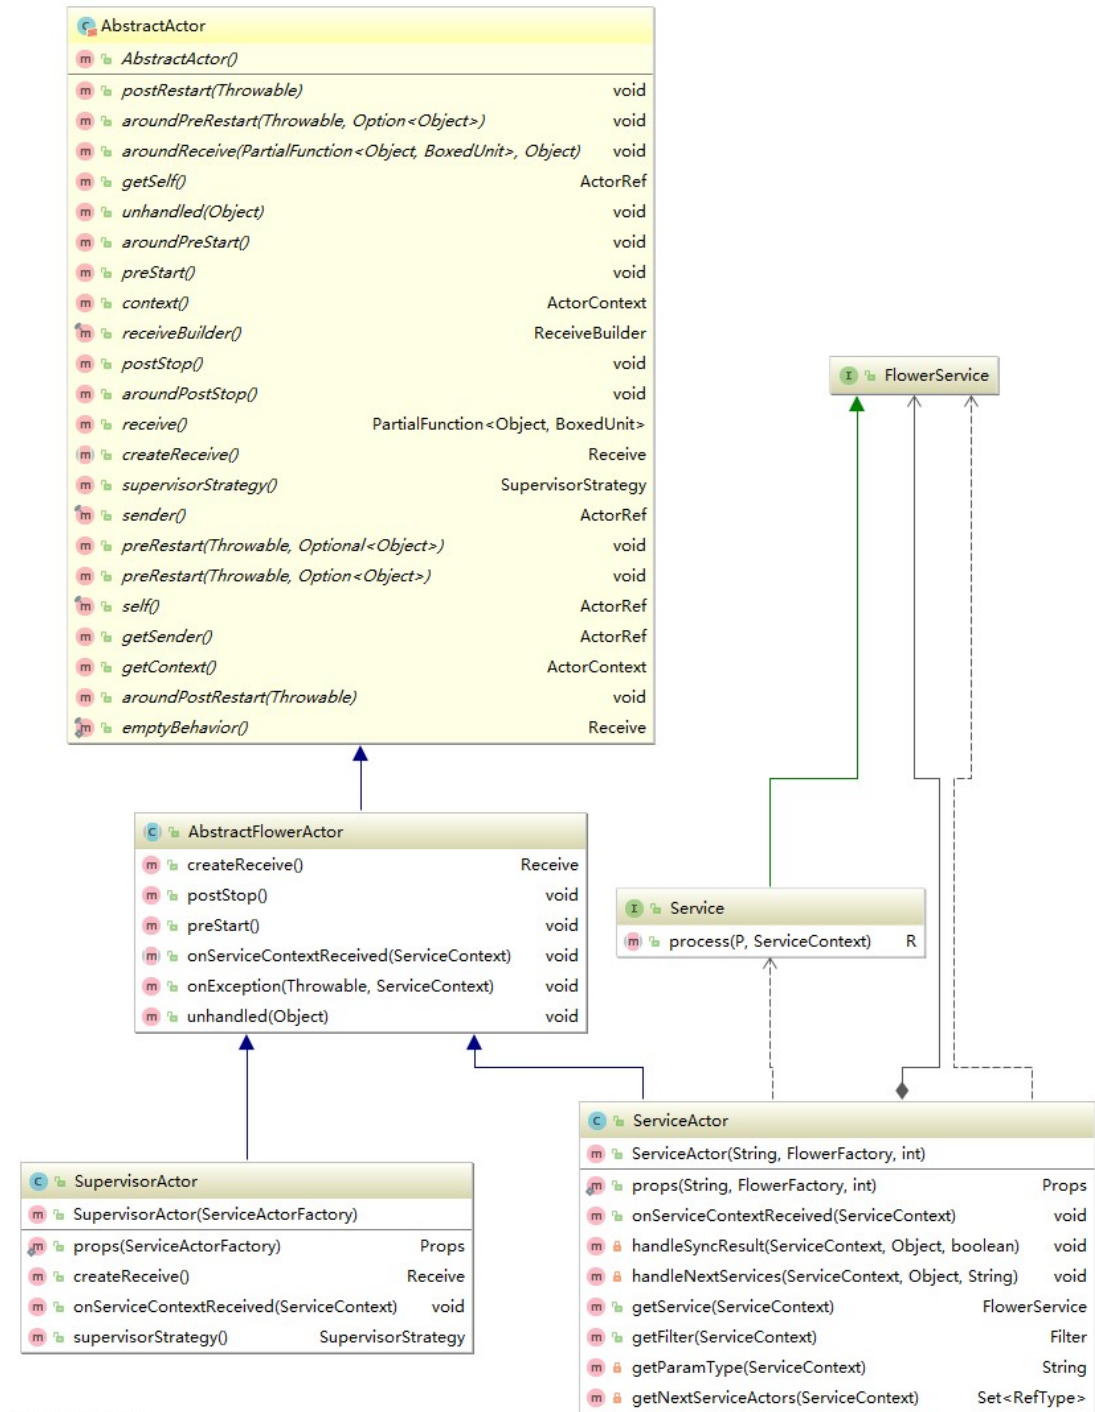 AbstractActor
AbstractActor()
postRestart(Throwable) void
aroundPreRestart(Throwable, Option<Object>) void
aroundReceive(PartialFunction<Object, BoxedUnit>, Object) void
getSelf() ActorRef
unhandled(Object) void
aroundPreStart() void
preStart() void
context() ActorContext
receiveBuilder() ReceiveBuilder
postStop() void
aroundPostStop() void
receive() PartialFunction<Object, BoxedUnit>
createReceive() Receive
supervisorStrategy() SupervisorStrategy
sender() ActorRef
preRestart(Throwable, Optional<Object>) void
preRestart(Throwable, Option<Object>) void
self() ActorRef
getSender() ActorRef
getContext() ActorContext
aroundPostRestart(Throwable) void
emptyBehavior() Receive
FlowerService
AbstractFlowerActor
createReceive() Receive
postStop() void
preStart() void
onServiceContextReceived(ServiceContext) void
onException(Throwable, ServiceContext) void
unhandled(Object) void
Service
process(P, ServiceContext) R
SupervisorActor
SupervisorActor(ServiceActorFactory)
props(ServiceActorFactory) Props
createReceive() Receive
onServiceContextReceived(ServiceContext) void
supervisorStrategy() SupervisorStrategy
ServiceActor
ServiceActor(String, FlowerFactory, int)
props(String, FlowerFactory, int) Props
onServiceContextReceived(ServiceContext) void
handleSyncResult(ServiceContext, Object, boolean) void
handleNextServices(ServiceContext, Object, String) void
getService(ServiceContext) FlowerService
getFilter(ServiceContext) Filter
getParamType(ServiceContext) String
getNextServiceActors(ServiceContext) Set<RefType>